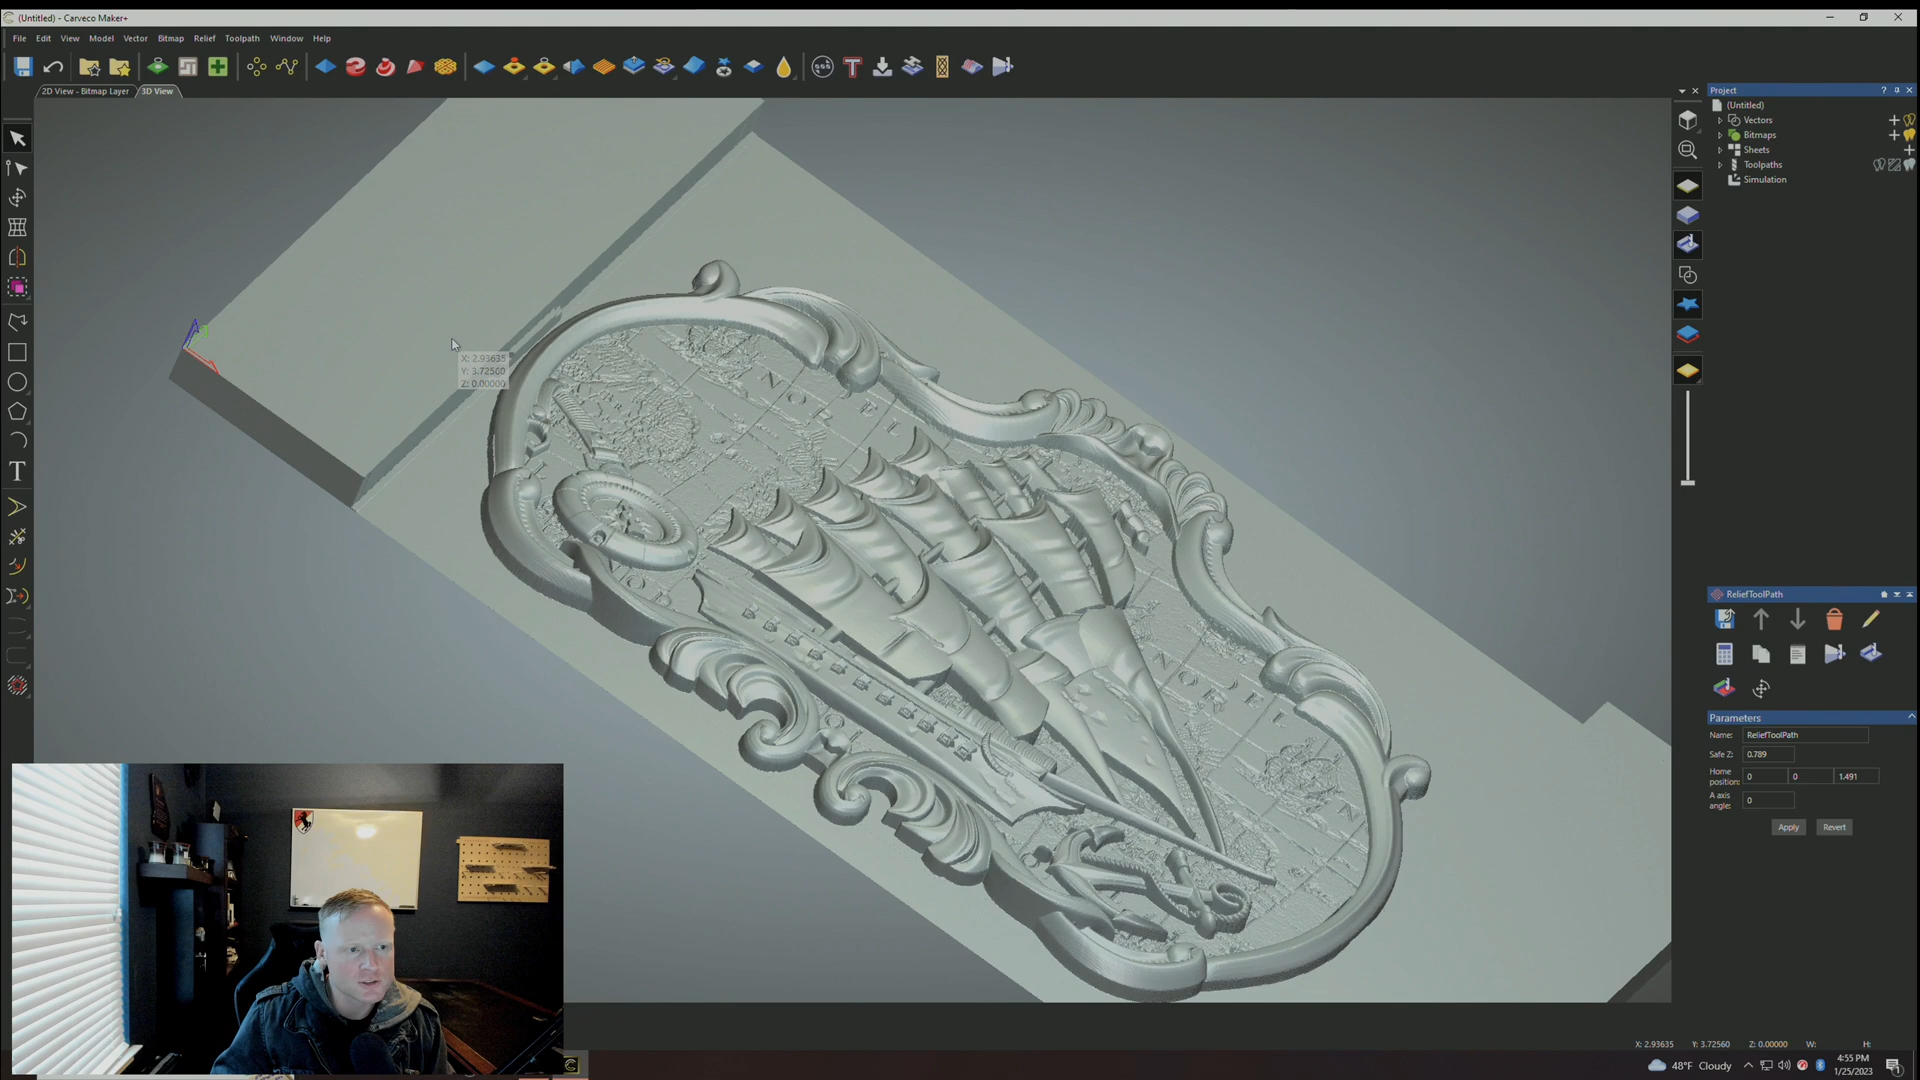 (Untitled) - Carveco Maker+
File Edit View Model Vector Bitmap Relief Toolpath Window Help
2D View - Bitmap Layer 3D View
Project
(Untitled)
Vectors
Bitmaps
Sheets
Toolpaths
Simulation
X: 2.93635
Y: 3.72560
Z: 0.00000
N O R E L
N O R E L
N
ReliefToolPath
Parameters
Name: ReliefToolPath
Safe Z: 0.789
Home position: 0 0 1.491
A axis angle: 0
Apply Revert
X: 2.93635 Y: 3.72560 Z: 0.00000 W: H:
48°F Cloudy
4:55 PM
1/25/2023